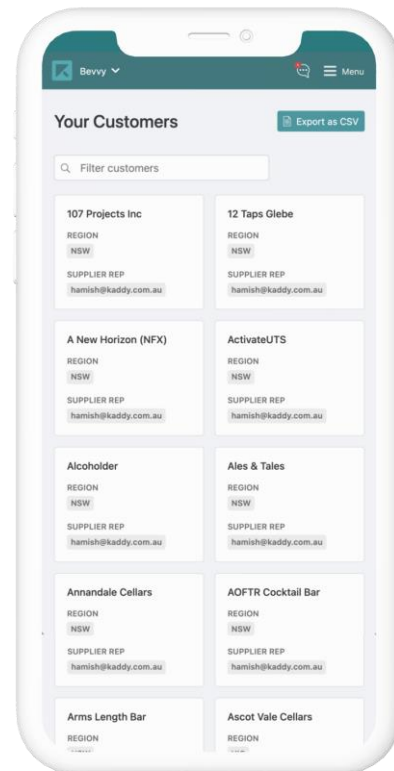 Bevvy
Menu
Your Customers
Export as CSV
Filter customers
107 Projects Inc
REGION
NSW
SUPPLIER REP
hamish@kaddy.com.au
12 Taps Glebe
REGION
NSW
SUPPLIER REP
hamish@kaddy.com.au
A New Horizon (NFX)
REGION
NSW
SUPPLIER REP
hamish@kaddy.com.au
ActivateUTS
REGION
NSW
SUPPLIER REP
hamish@kaddy.com.au
Alcoholder
REGION
NSW
SUPPLIER REP
hamish@kaddy.com.au
Ales & Tales
REGION
NSW
SUPPLIER REP
hamish@kaddy.com.au
Annandale Cellars
REGION
NSW
SUPPLIER REP
hamish@kaddy.com.au
AOFTR Cocktail Bar
REGION
NSW
SUPPLIER REP
hamish@kaddy.com.au
Arms Length Bar
REGION
Ascot Vale Cellars
REGION